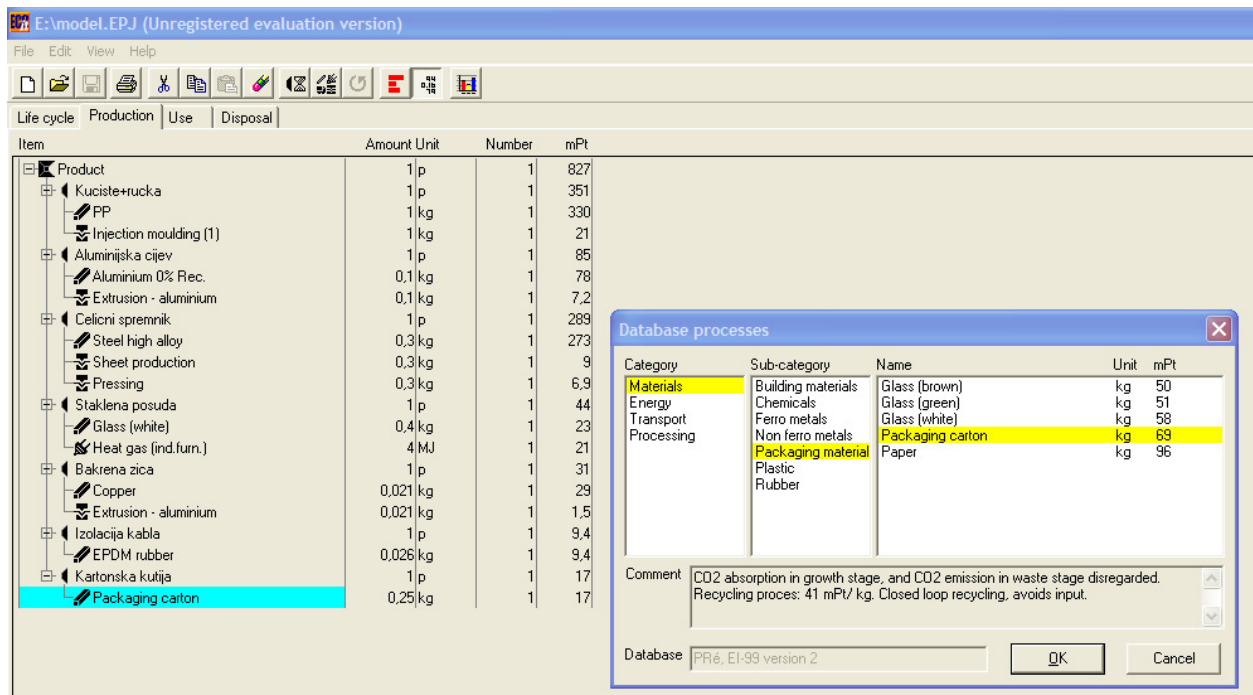 E:\model.EPJ (Unregistered evaluation version)
File Edit View Help
Life cycle Production Use Disposal
Item Amount Unit Number mPt
Product 1 p 1 827
Kuciste+rucka 1 p 1 351
PP 1 kg 1 330
Injection moulding (1) 1 kg 1 21
Aluminijska cijev 1 p 1 85
Aluminium 0% Rec. 0,1 kg 1 78
Extrusion - aluminium 0,1 kg 1 7,2
Celicni spremnik 1 p 1 289
Steel high alloy 0,3 kg 1 273
Sheet production 0,3 kg 1 9
Pressing 0,3 kg 1 6,9
Staklena posuda 1 p 1 44
Glass (white) 0,4 kg 1 23
Heat gas (ind.furn.) 4 MJ 1 21
Bakrena zica 1 p 1 31
Copper 0,021 kg 1 29
Extrusion - aluminium 0,021 kg 1 1,5
Izolacija kabla 1 p 1 9,4
EPDM rubber 0,026 kg 1 9,4
Kartonska kutija 1 p 1 17
Packaging carton 0,25 kg 1 17
Database processes
Category Sub-category Name Unit mPt
Materials Building materials Glass (brown) kg 50
Energy Chemicals Glass (green) kg 51
Transport Ferro metals Glass (white) kg 58
Processing Non ferro metals Packaging carton kg 69
Packaging material Paper kg 96
Plastic
Rubber
Comment CO2 absorption in growth stage, and CO2 emission in waste stage disregarded.
Recycling proces: 41 mPt/ kg. Closed loop recycling, avoids input.
Database PRé, EI-99 version 2 OK Cancel